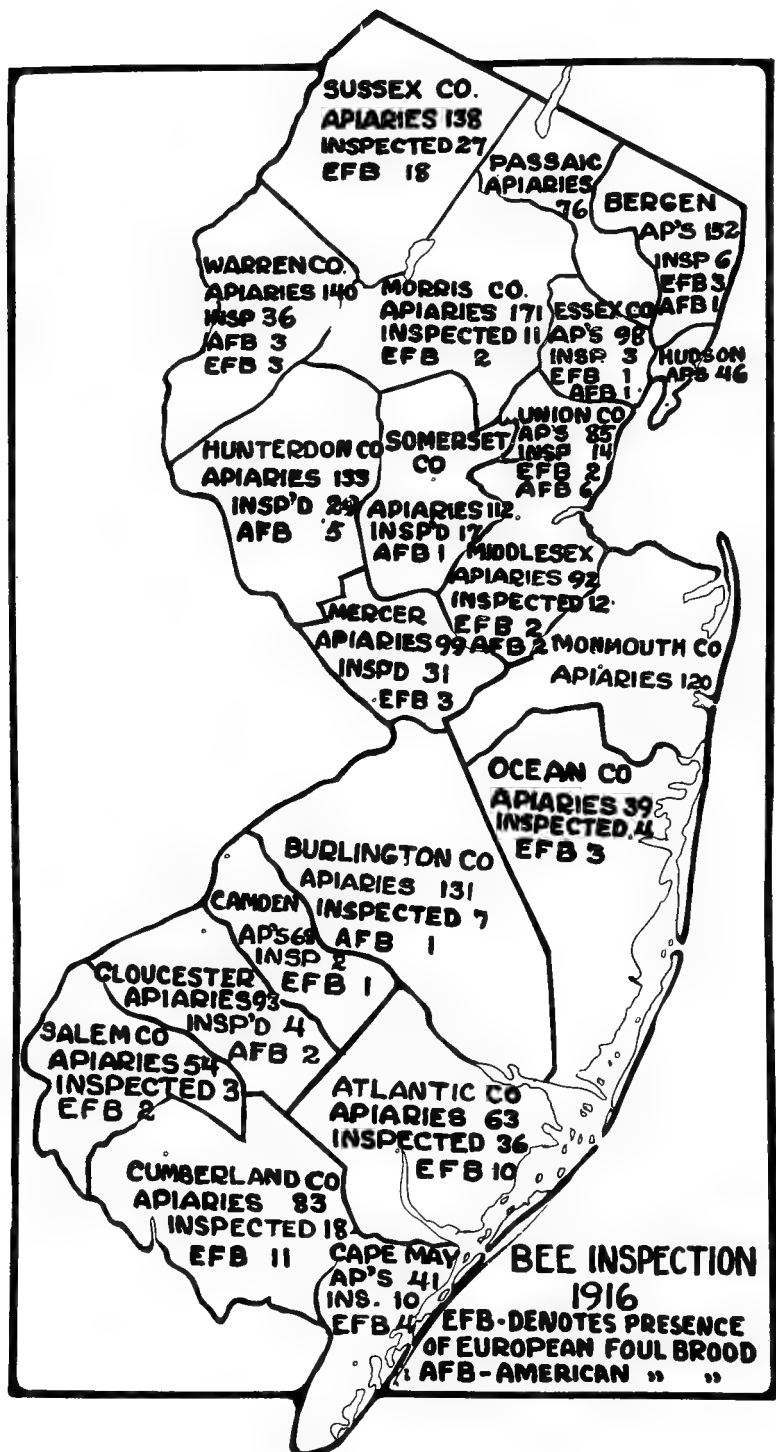 SUSSEX CO.
APIARIES 138
INSPECTED 27
EFB 18
PASSAIC
APIARIES
76
BERGEN
AP'S 152
INSP 6
EFB 3
AFB 1
WARREN CO.
APIARIES 140
INSP 36
AFB 3
EFB 3
MORRIS CO.
APIARIES 171
INSPECTED 11
EFB 2
ESSEX CO
AP'S 98
INSP 3
EFB 1
AFB 1
HUDSON
AP'S 46
UNION CO
AP'S 85
INSP 14
EFB 2
AFB 6
HUNTERDON CO
APIARIES 133
INSP'D
AFB 5
SOMERSET
CO
APIARIES 112
INSP'D 17
AFB 1
MIDDLESEX
APIARIES 92
INSPECTED 12
EFB 2
AFB 2
MERCER
APIARIES 99
INSP'D 31
EFB 3
MONMOUTH CO
APIARIES 120
OCEAN CO
APIARIES 39
INSPECTED 4
EFB 3
BURLINGTON CO
APIARIES 131
INSPECTED 7
AFB 1
CAMDEN
AP'S 68
INSP 2
EFB 1
GLOUCESTER
APIARIES 93
INSP'D 4
AFB 2
SALEM CO
APIARIES 54
INSPECTED 3
EFB 2
ATLANTIC CO
APIARIES 63
INSPECTED 36
EFB 10
CUMBERLAND CO
APIARIES 83
INSPECTED 18
EFB 11
CAPE MAY
AP'S 41
INS. 10
EFB 4
BEE INSPECTION
1916
EFB-DENOTES PRESENCE
OF EUROPEAN FOUL BROOD
AFB-AMERICAN " "